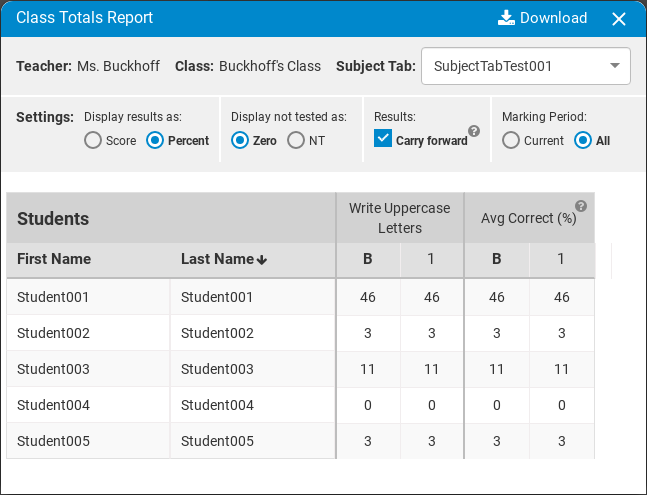 Class Totals Report Download
Teacher: Ms. Buckhoff Class: Buckhoff's Class Subject Tab: SubjectTabTest001
Settings: Display results as: Display not tested as: Results: Marking Period:
Score Percent Zero NT Carry forward ? Current All
Students Write Uppercase Letters Avg Correct (%) ?
First Name Last Name B 1 B 1
Student001 Student001 46 46 46 46
Student002 Student002 3 3 3 3
Student003 Student003 11 11 11 11
Student004 Student004 0 0 0 0
Student005 Student005 3 3 3 3